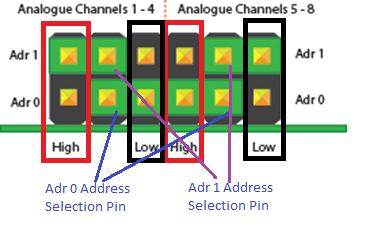 Analogue Channels 1 - 4 Analogue Channels 5 - 8
Adr 1 Adr 1
Adr 0 Adr 0
High Low High Low
Adr 0 Address Adr 1 Address
Selection Pin Selection Pin